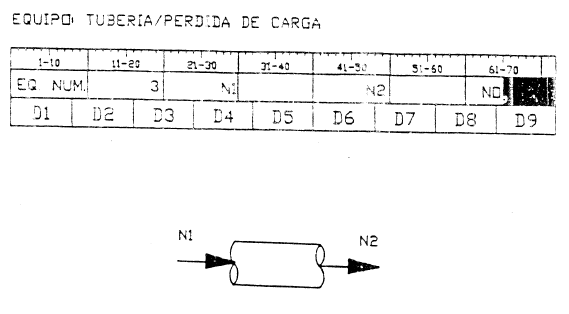 EQUIPO: TUBERIA/PERDIDA DE CARGA
1-10 11-20 21-30 31-40 41-50 51-60 61-70
EQ. NUM. 3 N1 N2 ND
D1 D2 D3 D4 D5 D6 D7 D8 D9
N1 N2